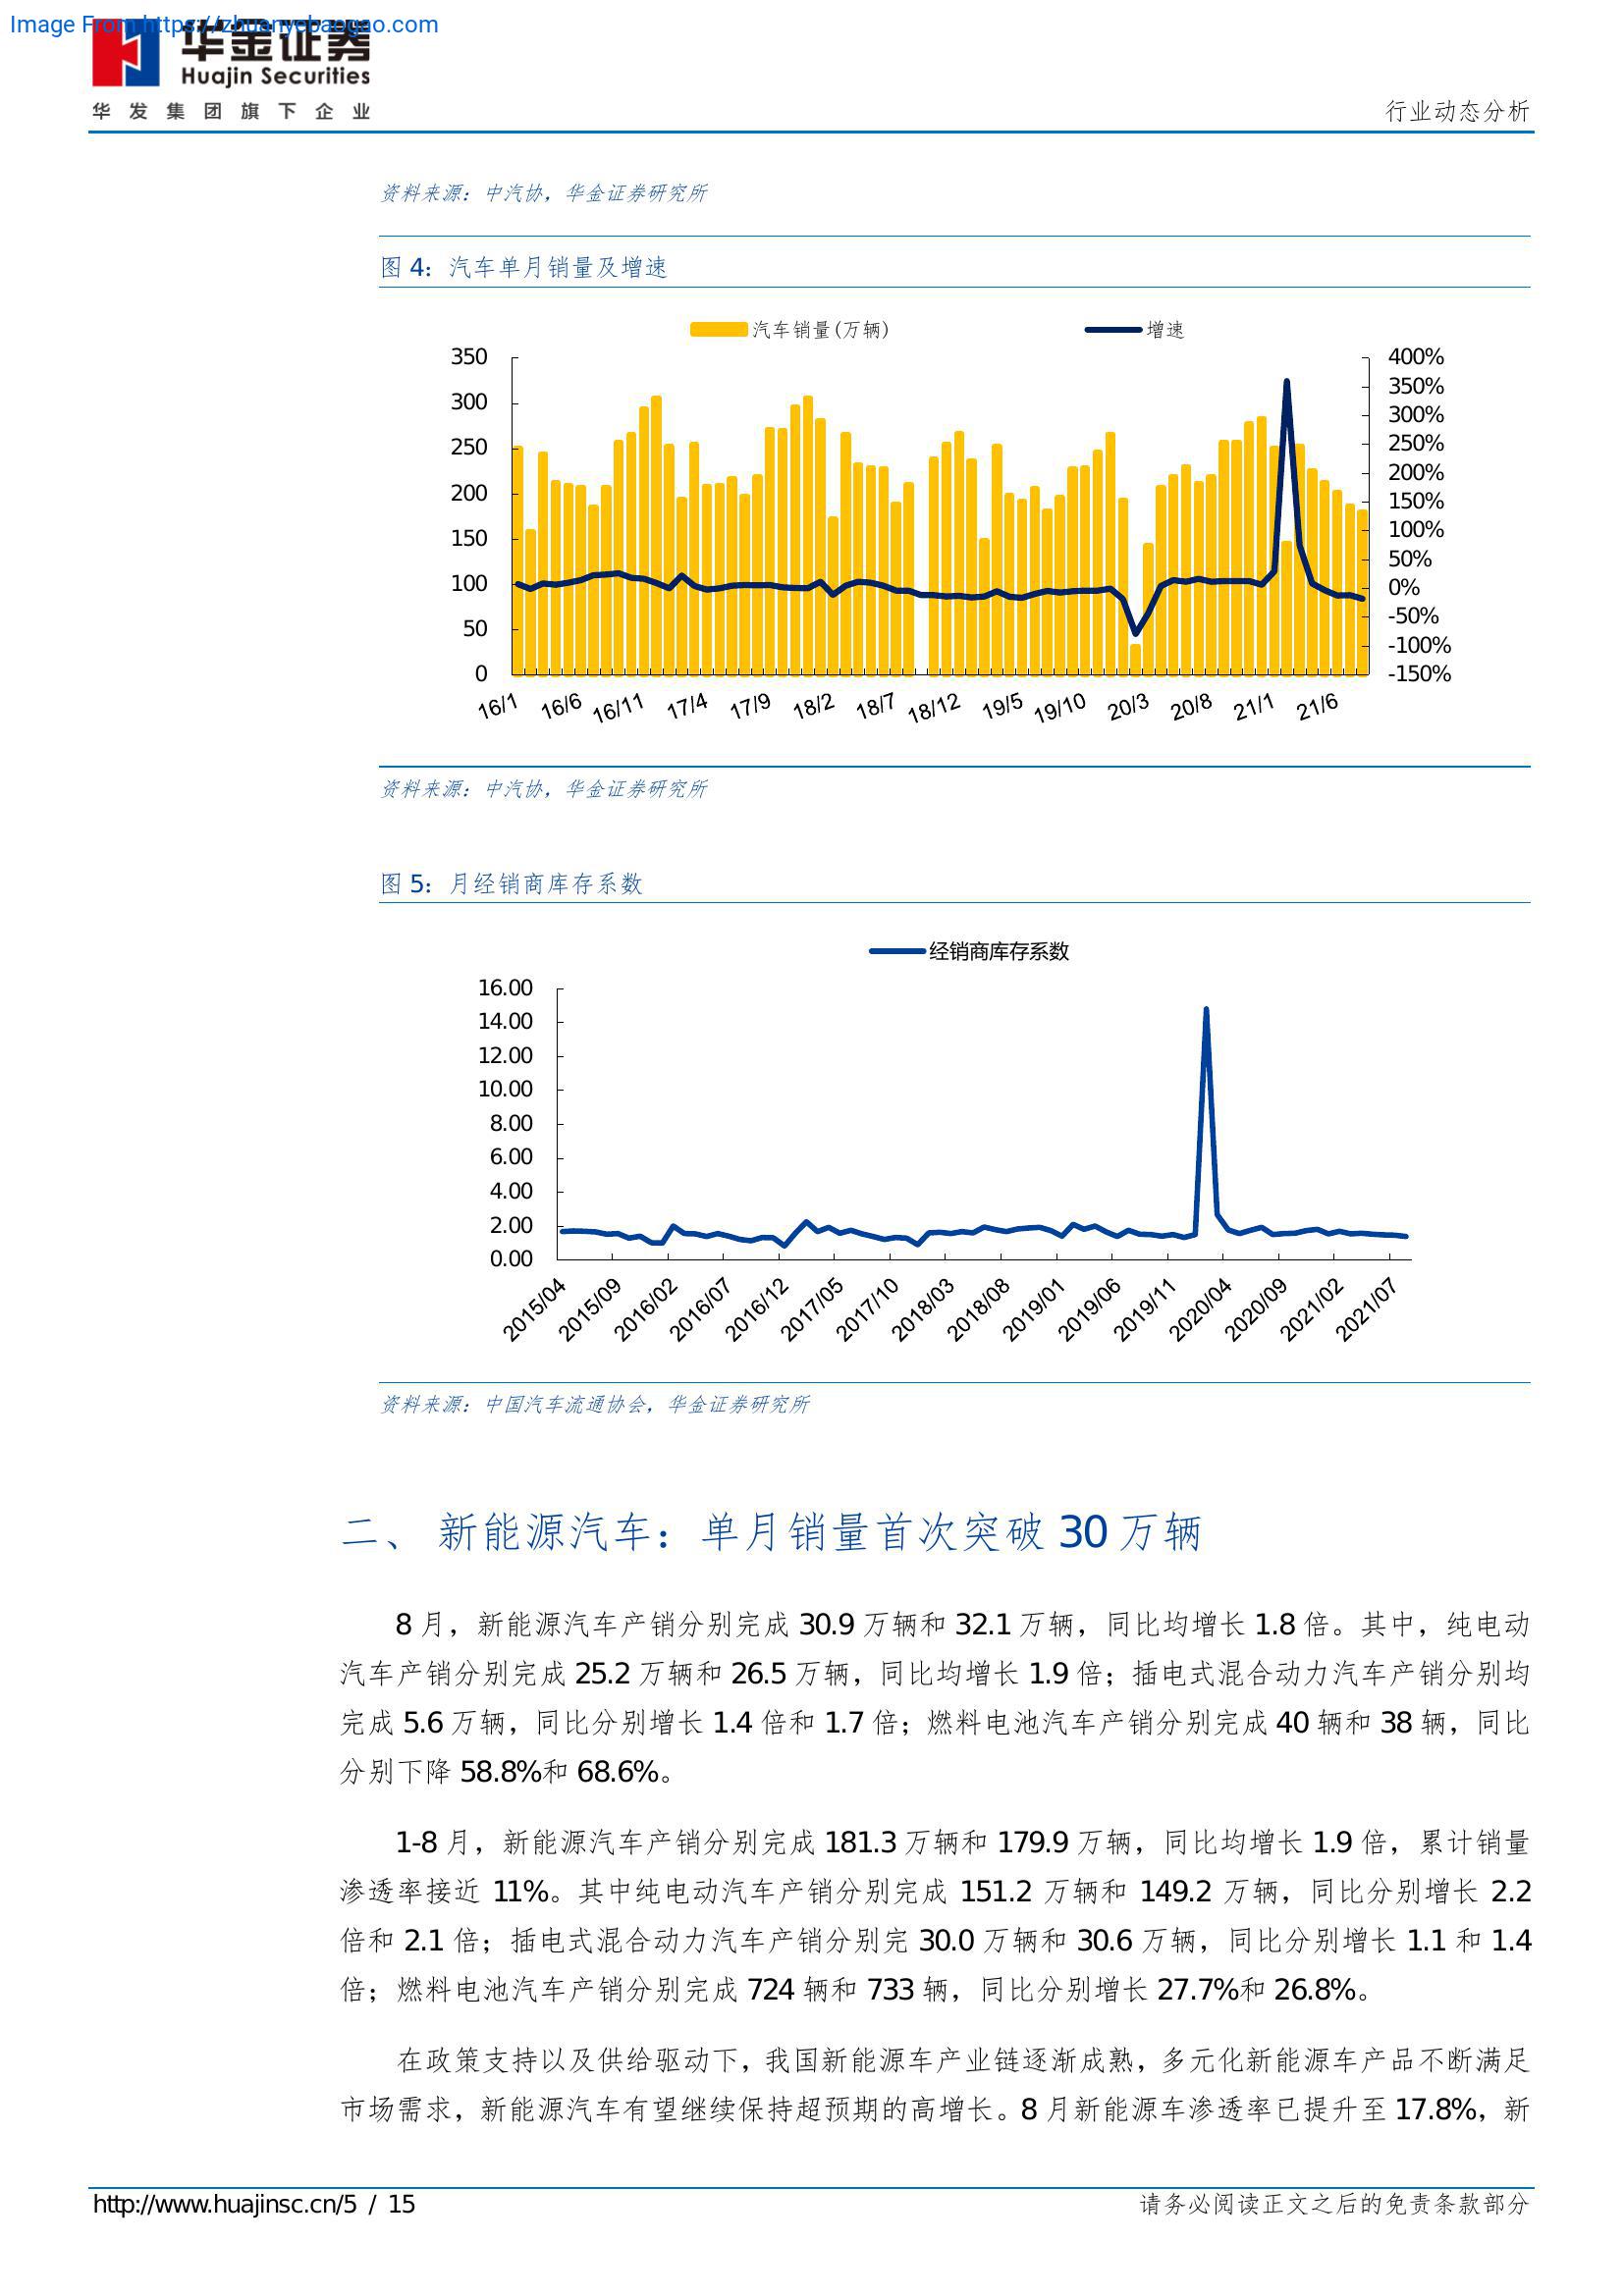 Image From https://zhuanyebaogao.com
华金证券
Huajin Securities
华发集团旗下企业
行业动态分析
资料来源：中汽协，华金证券研究所
图 4：汽车单月销量及增速
汽车销量(万辆) 增速
350 400%
350%
300 300%
250 250%
200%
200 150%
150 100%
50%
100 0%
50 -50%
-100%
0 -150%
16/1 16/6 16/11 17/4 17/9 18/2 18/7 18/12 19/5 19/10 20/3 20/8 21/1 21/6
资料来源：中汽协，华金证券研究所
图 5：月经销商库存系数
经销商库存系数
16.00
14.00
12.00
10.00
8.00
6.00
4.00
2.00
0.00
2015/04 2015/09 2016/02 2016/07 2016/12 2017/05 2017/10 2018/03 2018/08 2019/01 2019/06 2019/11 2020/04 2020/09 2021/02 2021/07
资料来源：中国汽车流通协会，华金证券研究所
二、 新能源汽车：单月销量首次突破 30 万辆
8 月，新能源汽车产销分别完成 30.9 万辆和 32.1 万辆，同比均增长 1.8 倍。其中，纯电动
汽车产销分别完成 25.2 万辆和 26.5 万辆，同比均增长 1.9 倍；插电式混合动力汽车产销分别均
完成 5.6 万辆，同比分别增长 1.4 倍和 1.7 倍；燃料电池汽车产销分别完成 40 辆和 38 辆，同比
分别下降 58.8%和 68.6%。
1-8 月，新能源汽车产销分别完成 181.3 万辆和 179.9 万辆，同比均增长 1.9 倍，累计销量
渗透率接近 11%。其中纯电动汽车产销分别完成 151.2 万辆和 149.2 万辆，同比分别增长 2.2
倍和 2.1 倍；插电式混合动力汽车产销分别完 30.0 万辆和 30.6 万辆，同比分别增长 1.1 和 1.4
倍；燃料电池汽车产销分别完成 724 辆和 733 辆，同比分别增长 27.7%和 26.8%。
在政策支持以及供给驱动下，我国新能源车产业链逐渐成熟，多元化新能源车产品不断满足
市场需求，新能源汽车有望继续保持超预期的高增长。8 月新能源车渗透率已提升至 17.8%，新
http://www.huajinsc.cn/5 / 15 请务必阅读正文之后的免责条款部分